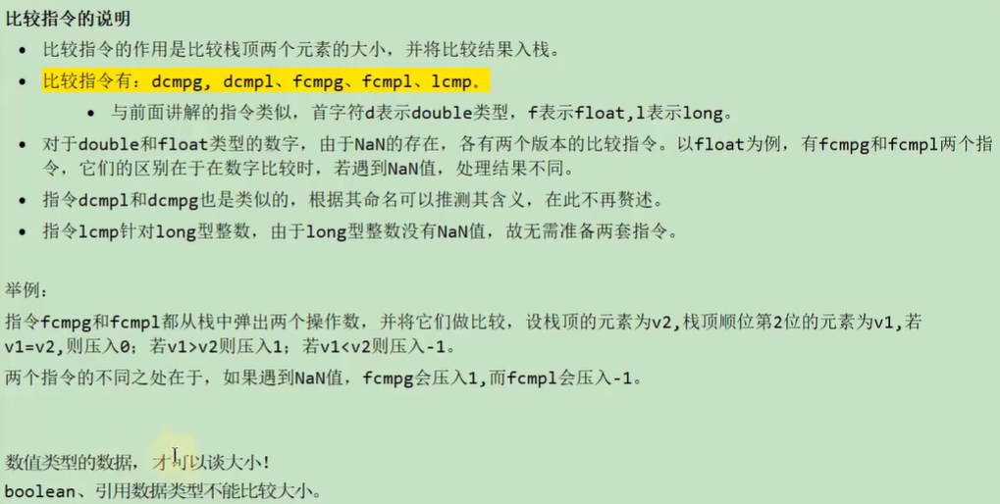 比较指令的说明
• 比较指令的作用是比较栈顶两个元素的大小，并将比较结果入栈。
• 比较指令有：dcmpg, dcmpl、fcmpg、fcmpl、lcmp。
• 与前面讲解的指令类似，首字符d表示double类型，f表示float,l表示long。
• 对于double和float类型的数字，由于NaN的存在，各有两个版本的比较指令。以float为例，有fcmpg和fcmpl两个指
令，它们的区别在于在数字比较时，若遇到NaN值，处理结果不同。
• 指令dcmpl和dcmpg也是类似的，根据其命名可以推测其含义，在此不再赘述。
• 指令lcmp针对long型整数，由于long型整数没有NaN值，故无需准备两套指令。
举例：
指令fcmpg和fcmpl都从栈中弹出两个操作数，并将它们做比较，设栈顶的元素为v2,栈顶顺位第2位的元素为v1,若
v1=v2,则压入0；若v1>v2则压入1；若v1<v2则压入-1。
两个指令的不同之处在于，如果遇到NaN值，fcmpg会压入1,而fcmpl会压入-1。
数值类型的数据，才可以谈大小！
boolean、引用数据类型不能比较大小。